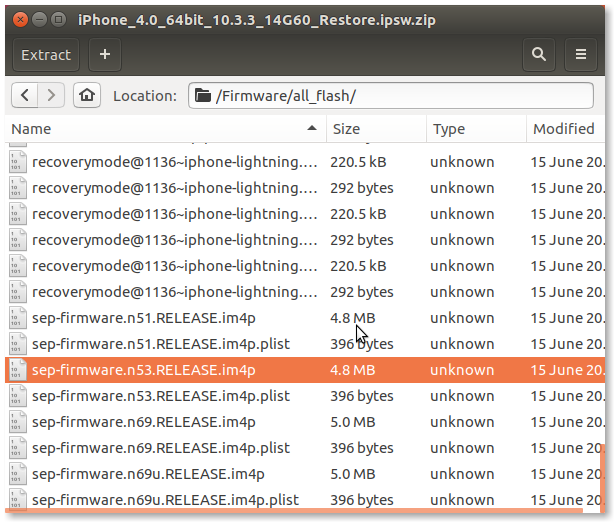 iPhone_4.0_64bit_10.3.3_14G60_Restore.ipsw.zip
Extract +
Location: /Firmware/all_flash/
Name Size Type Modified
recoverymode@1136~iphone-lightning.... 220.5 kB unknown 15 June 20.
recoverymode@1136~iphone-lightning.... 292 bytes unknown 15 June 20.
recoverymode@1136~iphone-lightning.... 220.5 kB unknown 15 June 20.
recoverymode@1136~iphone-lightning.... 292 bytes unknown 15 June 20.
recoverymode@1136~iphone-lightning.... 220.5 kB unknown 15 June 20.
recoverymode@1136~iphone-lightning.... 292 bytes unknown 15 June 20.
sep-firmware.n51.RELEASE.im4p 4.8 MB unknown 15 June 20.
sep-firmware.n51.RELEASE.im4p.plist 396 bytes unknown 15 June 20.
sep-firmware.n53.RELEASE.im4p 4.8 MB unknown 15 June 20.
sep-firmware.n53.RELEASE.im4p.plist 396 bytes unknown 15 June 20.
sep-firmware.n69.RELEASE.im4p 5.0 MB unknown 15 June 20.
sep-firmware.n69.RELEASE.im4p.plist 396 bytes unknown 15 June 20.
sep-firmware.n69u.RELEASE.im4p 5.0 MB unknown 15 June 20.
sep-firmware.n69u.RELEASE.im4p.plist 396 bytes unknown 15 June 20.